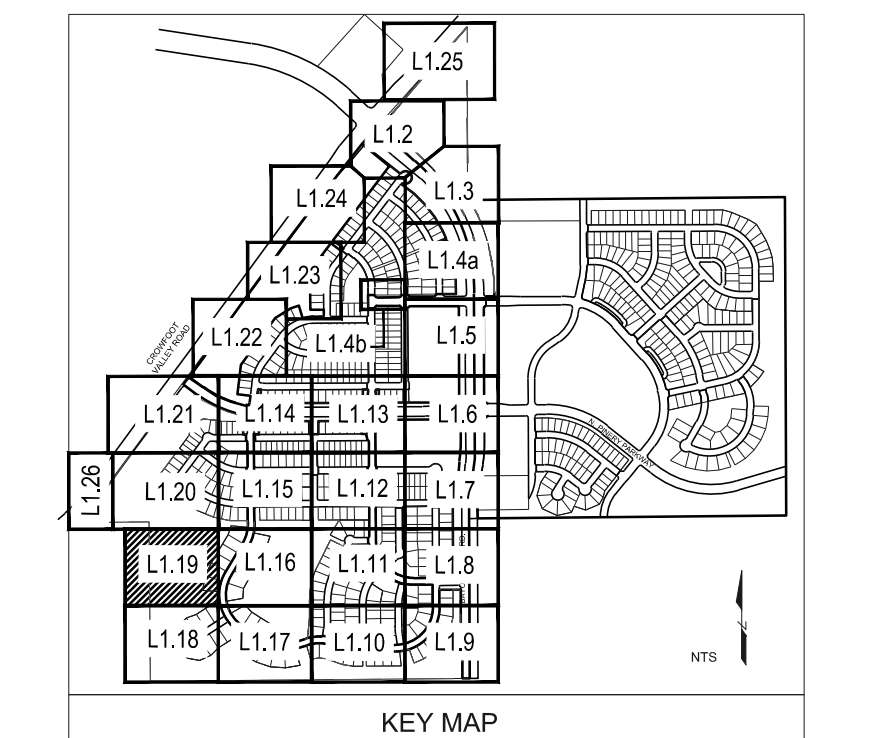 L1.25
L1.2
L1.3
L1.24
L1.4a
L1.23
L1.22
L1.4b
L1.5
CROWFOOT
VALLEY ROAD
L1.21
L1.14
L1.13
L1.6
N. PINERY PARKWAY
L1.26
L1.20
L1.15
L1.12
L1.7
L1.19
L1.16
L1.11
L1.8
L1.18
L1.17
L1.10
L1.9
NTS
KEY MAP